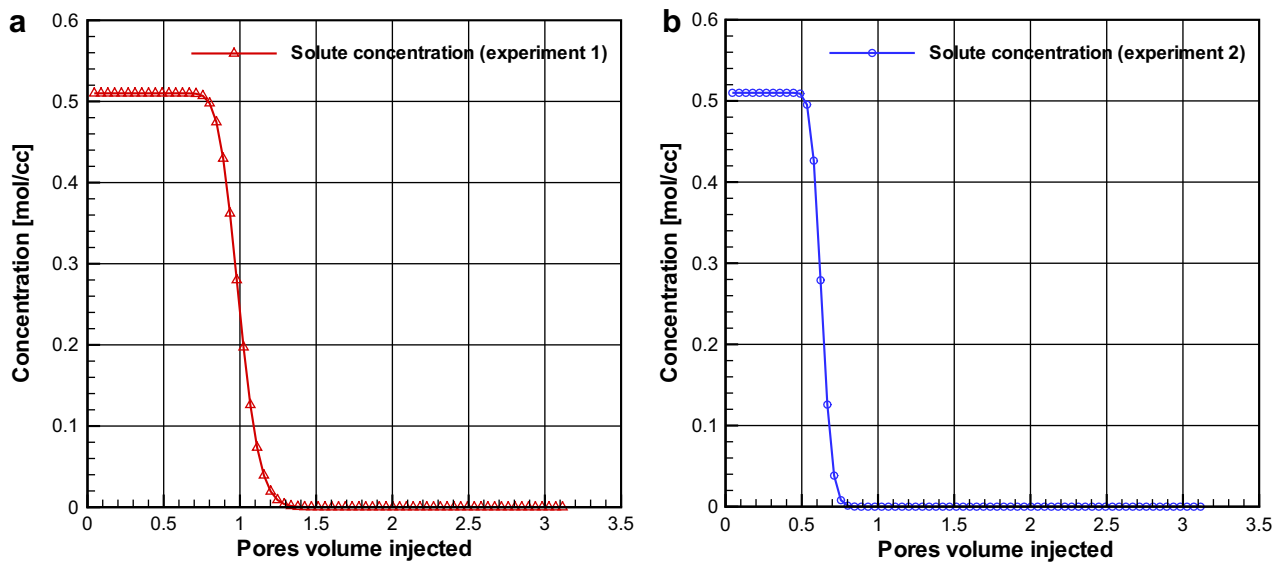 a
Solute concentration (experiment 1)
Concentration [mol/cc]
0.6
0.5
0.4
0.3
0.2
0.1
0
0 0.5 1 1.5 2 2.5 3 3.5
Pores volume injected
b
Solute concentration (experiment 2)
Concentration [mol/cc]
0.6
0.5
0.4
0.3
0.2
0.1
0
0 0.5 1 1.5 2 2.5 3 3.5
Pores volume injected